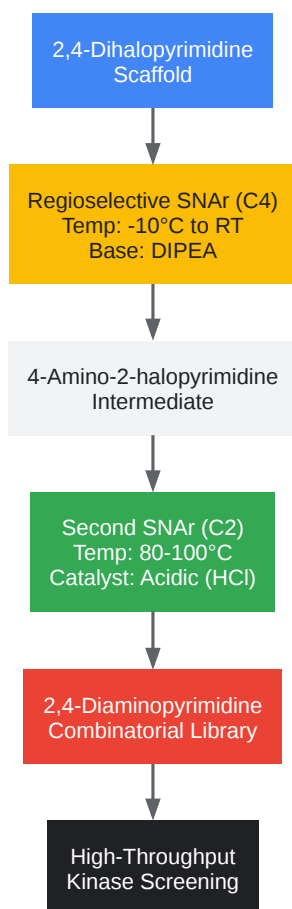 2,4-Dihalopyrimidine
Scaffold
Regioselective SNAr (C4)
Temp: -10°C to RT
Base: DIPEA
4-Amino-2-halopyrimidine
Intermediate
Second SNAr (C2)
Temp: 80-100°C
Catalyst: Acidic (HCl)
2,4-Diaminopyrimidine
Combinatorial Library
High-Throughput
Kinase Screening